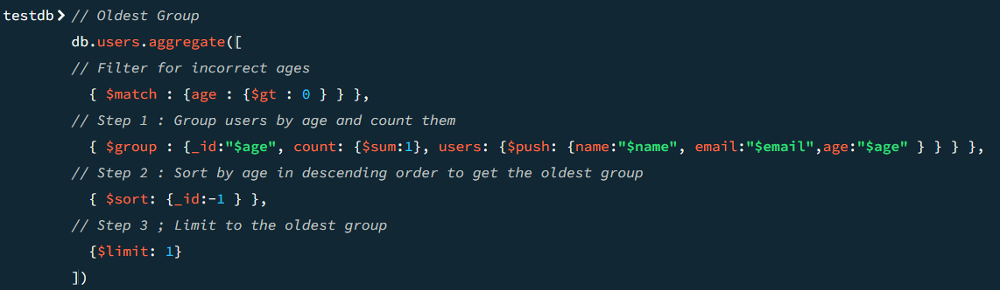 testdb> // Oldest Group
db.users.aggregate([
// Filter for incorrect ages
{ $match : {age : {$gt : 0 } } },
// Step 1 : Group users by age and count them
{ $group : {_id:"$age", count: {$sum:1}, users: {$push: {name:"$name", email:"$email",age:"$age" } } } },
// Step 2 : Sort by age in descending order to get the oldest group
{ $sort: {_id:-1 } },
// Step 3 ; Limit to the oldest group
{$limit: 1}
])